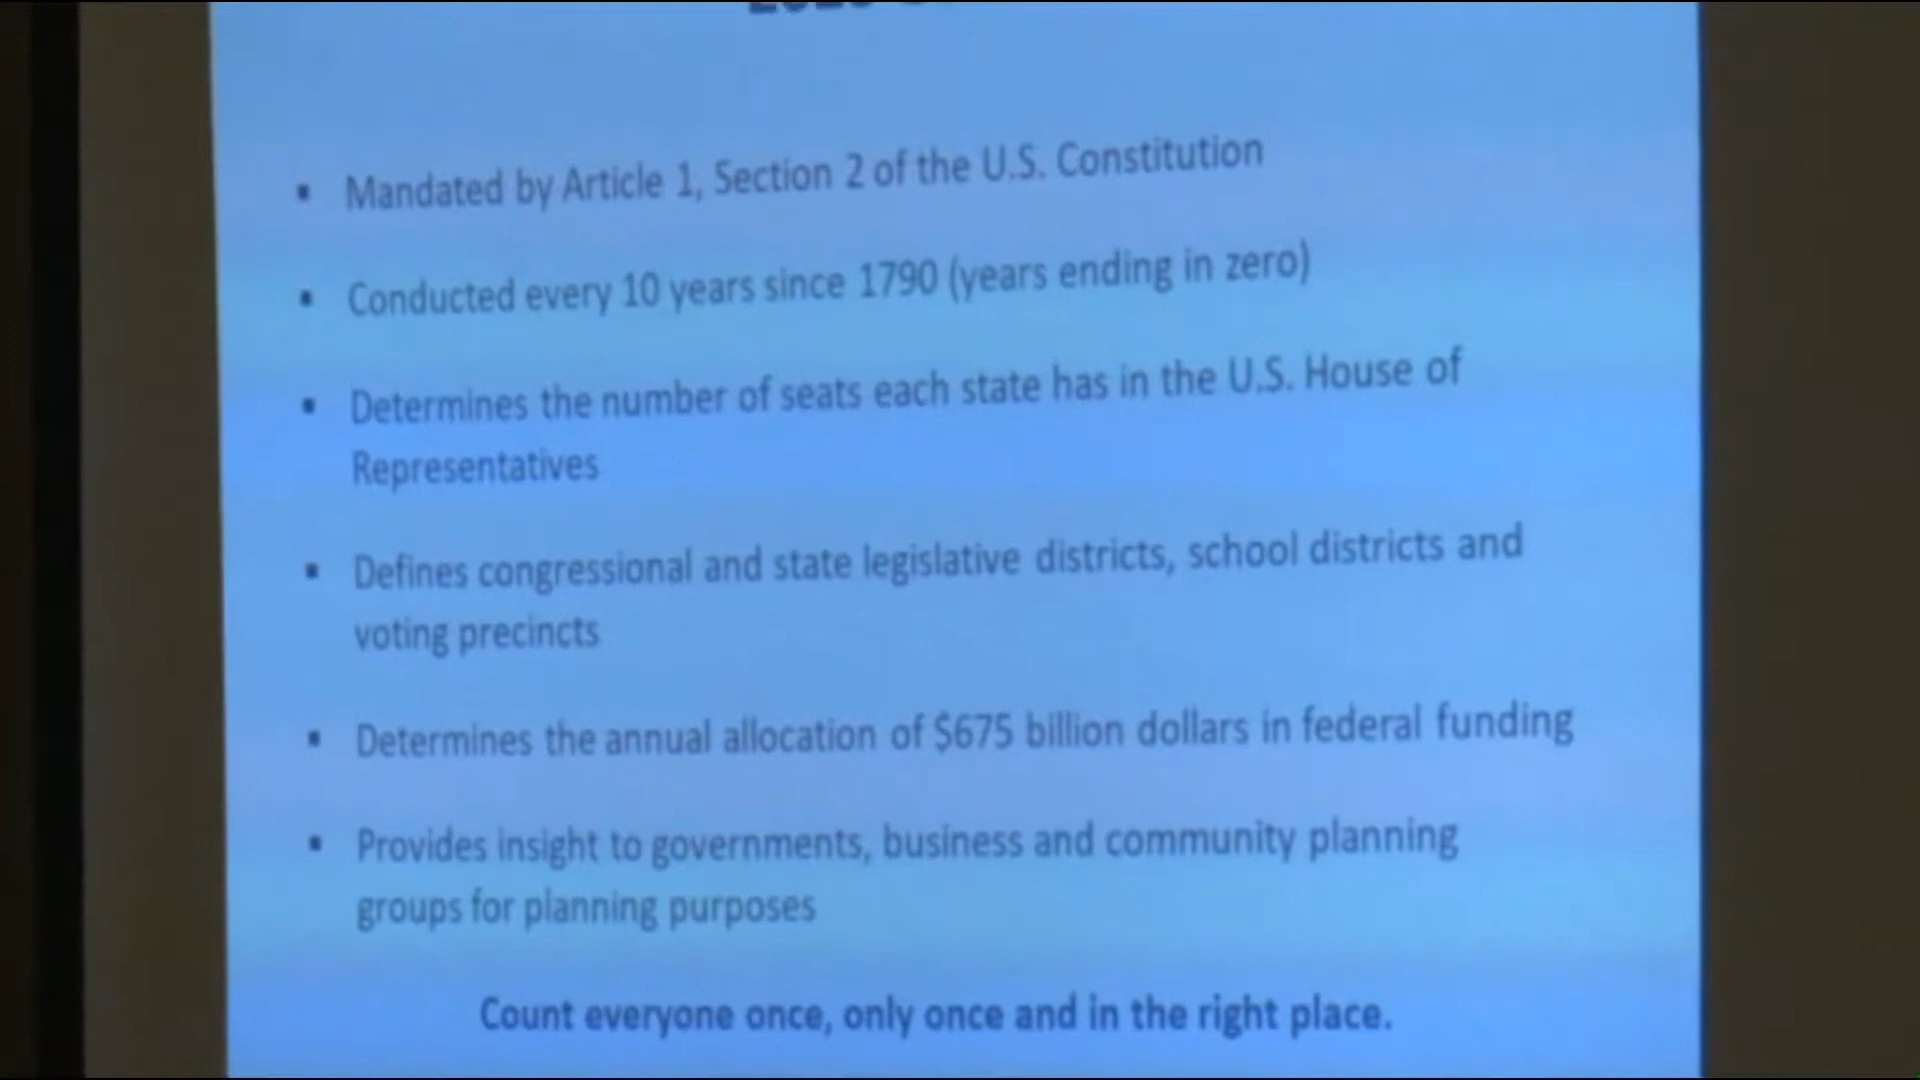 ▪ Mandated by Article 1, Section 2 of the U.S. Constitution
▪ Conducted every 10 years since 1790 (years ending in zero)
▪ Determines the number of seats each state has in the U.S. House of
Representatives
▪ Defines congressional and state legislative districts, school districts and
voting precincts
▪ Determines the annual allocation of $675 billion dollars in federal funding
▪ Provides insight to governments, business and community planning
groups for planning purposes
Count everyone once, only once and in the right place.